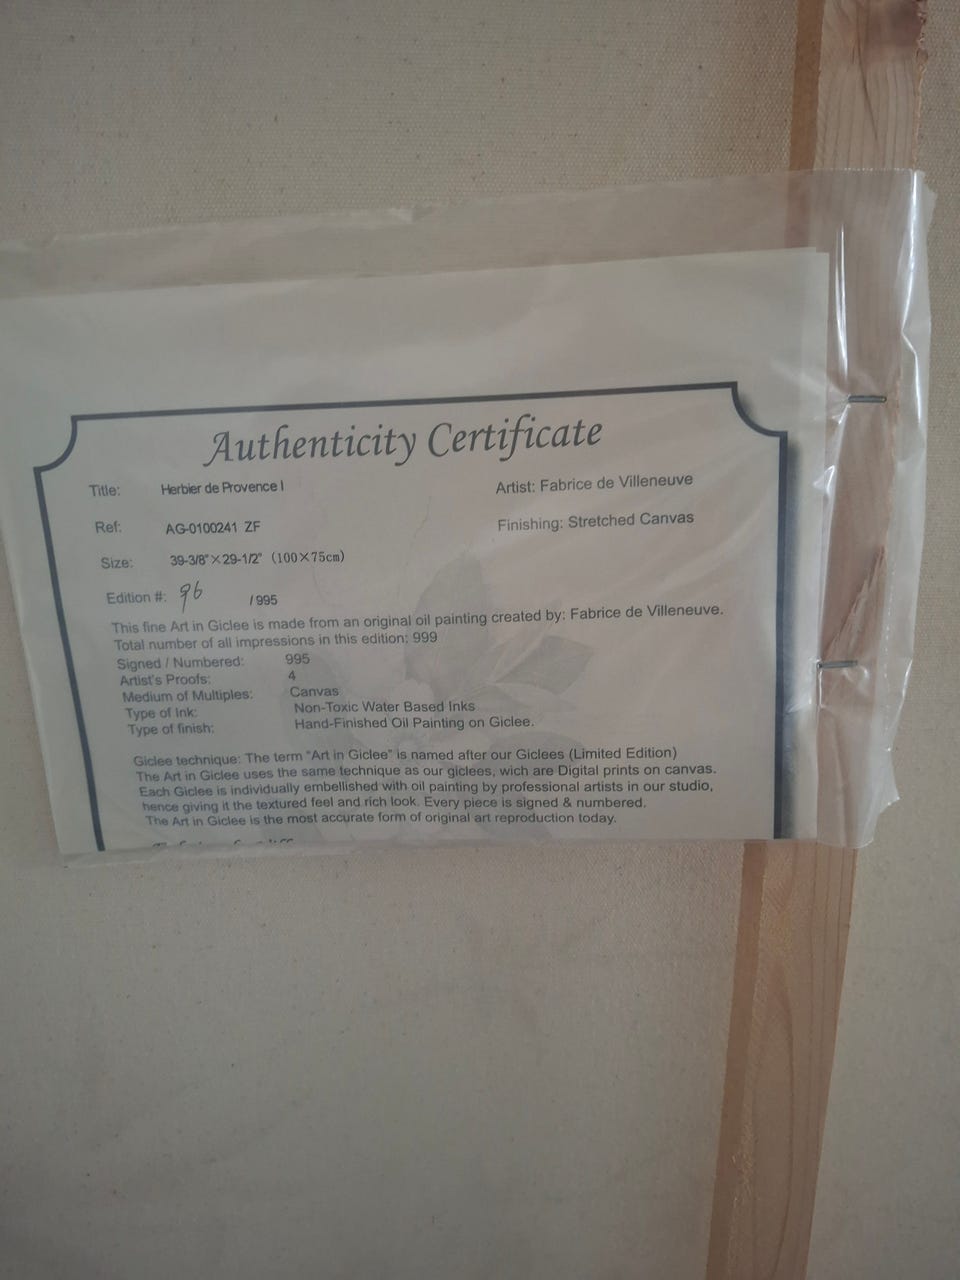 Authenticity Certificate
Title: Herbier de Provence I Artist: Fabrice de Villeneuve
Ref: AG-0100241 ZF Finishing: Stretched Canvas
Size: 39-3/8"×29-1/2" (100×75cm)
Edition #: 96 /995
This fine Art in Giclee is made from an original oil painting created by: Fabrice de Villeneuve.
Total number of all impressions in this edition: 999
Signed / Numbered: 995
Artist's Proofs: 4
Medium of Multiples: Canvas
Type of Ink: Non-Toxic Water Based Inks
Type of finish: Hand-Finished Oil Painting on Giclee.
Giclee technique: The term "Art in Giclee" is named after our Giclees (Limited Edition)
The Art in Giclee uses the same technique as our giclees, wich are Digital prints on canvas.
Each Giclee is individually embellished with oil painting by professional artists in our studio,
hence giving it the textured feel and rich look. Every piece is signed & numbered.
The Art in Giclee is the most accurate form of original art reproduction today.